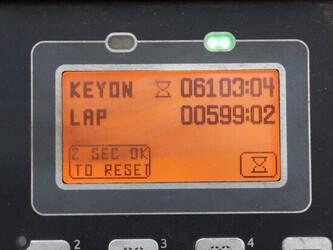 KEYON 06103:04
LAP 00599:02
2 SEC OK
TO RESET
2 3 4